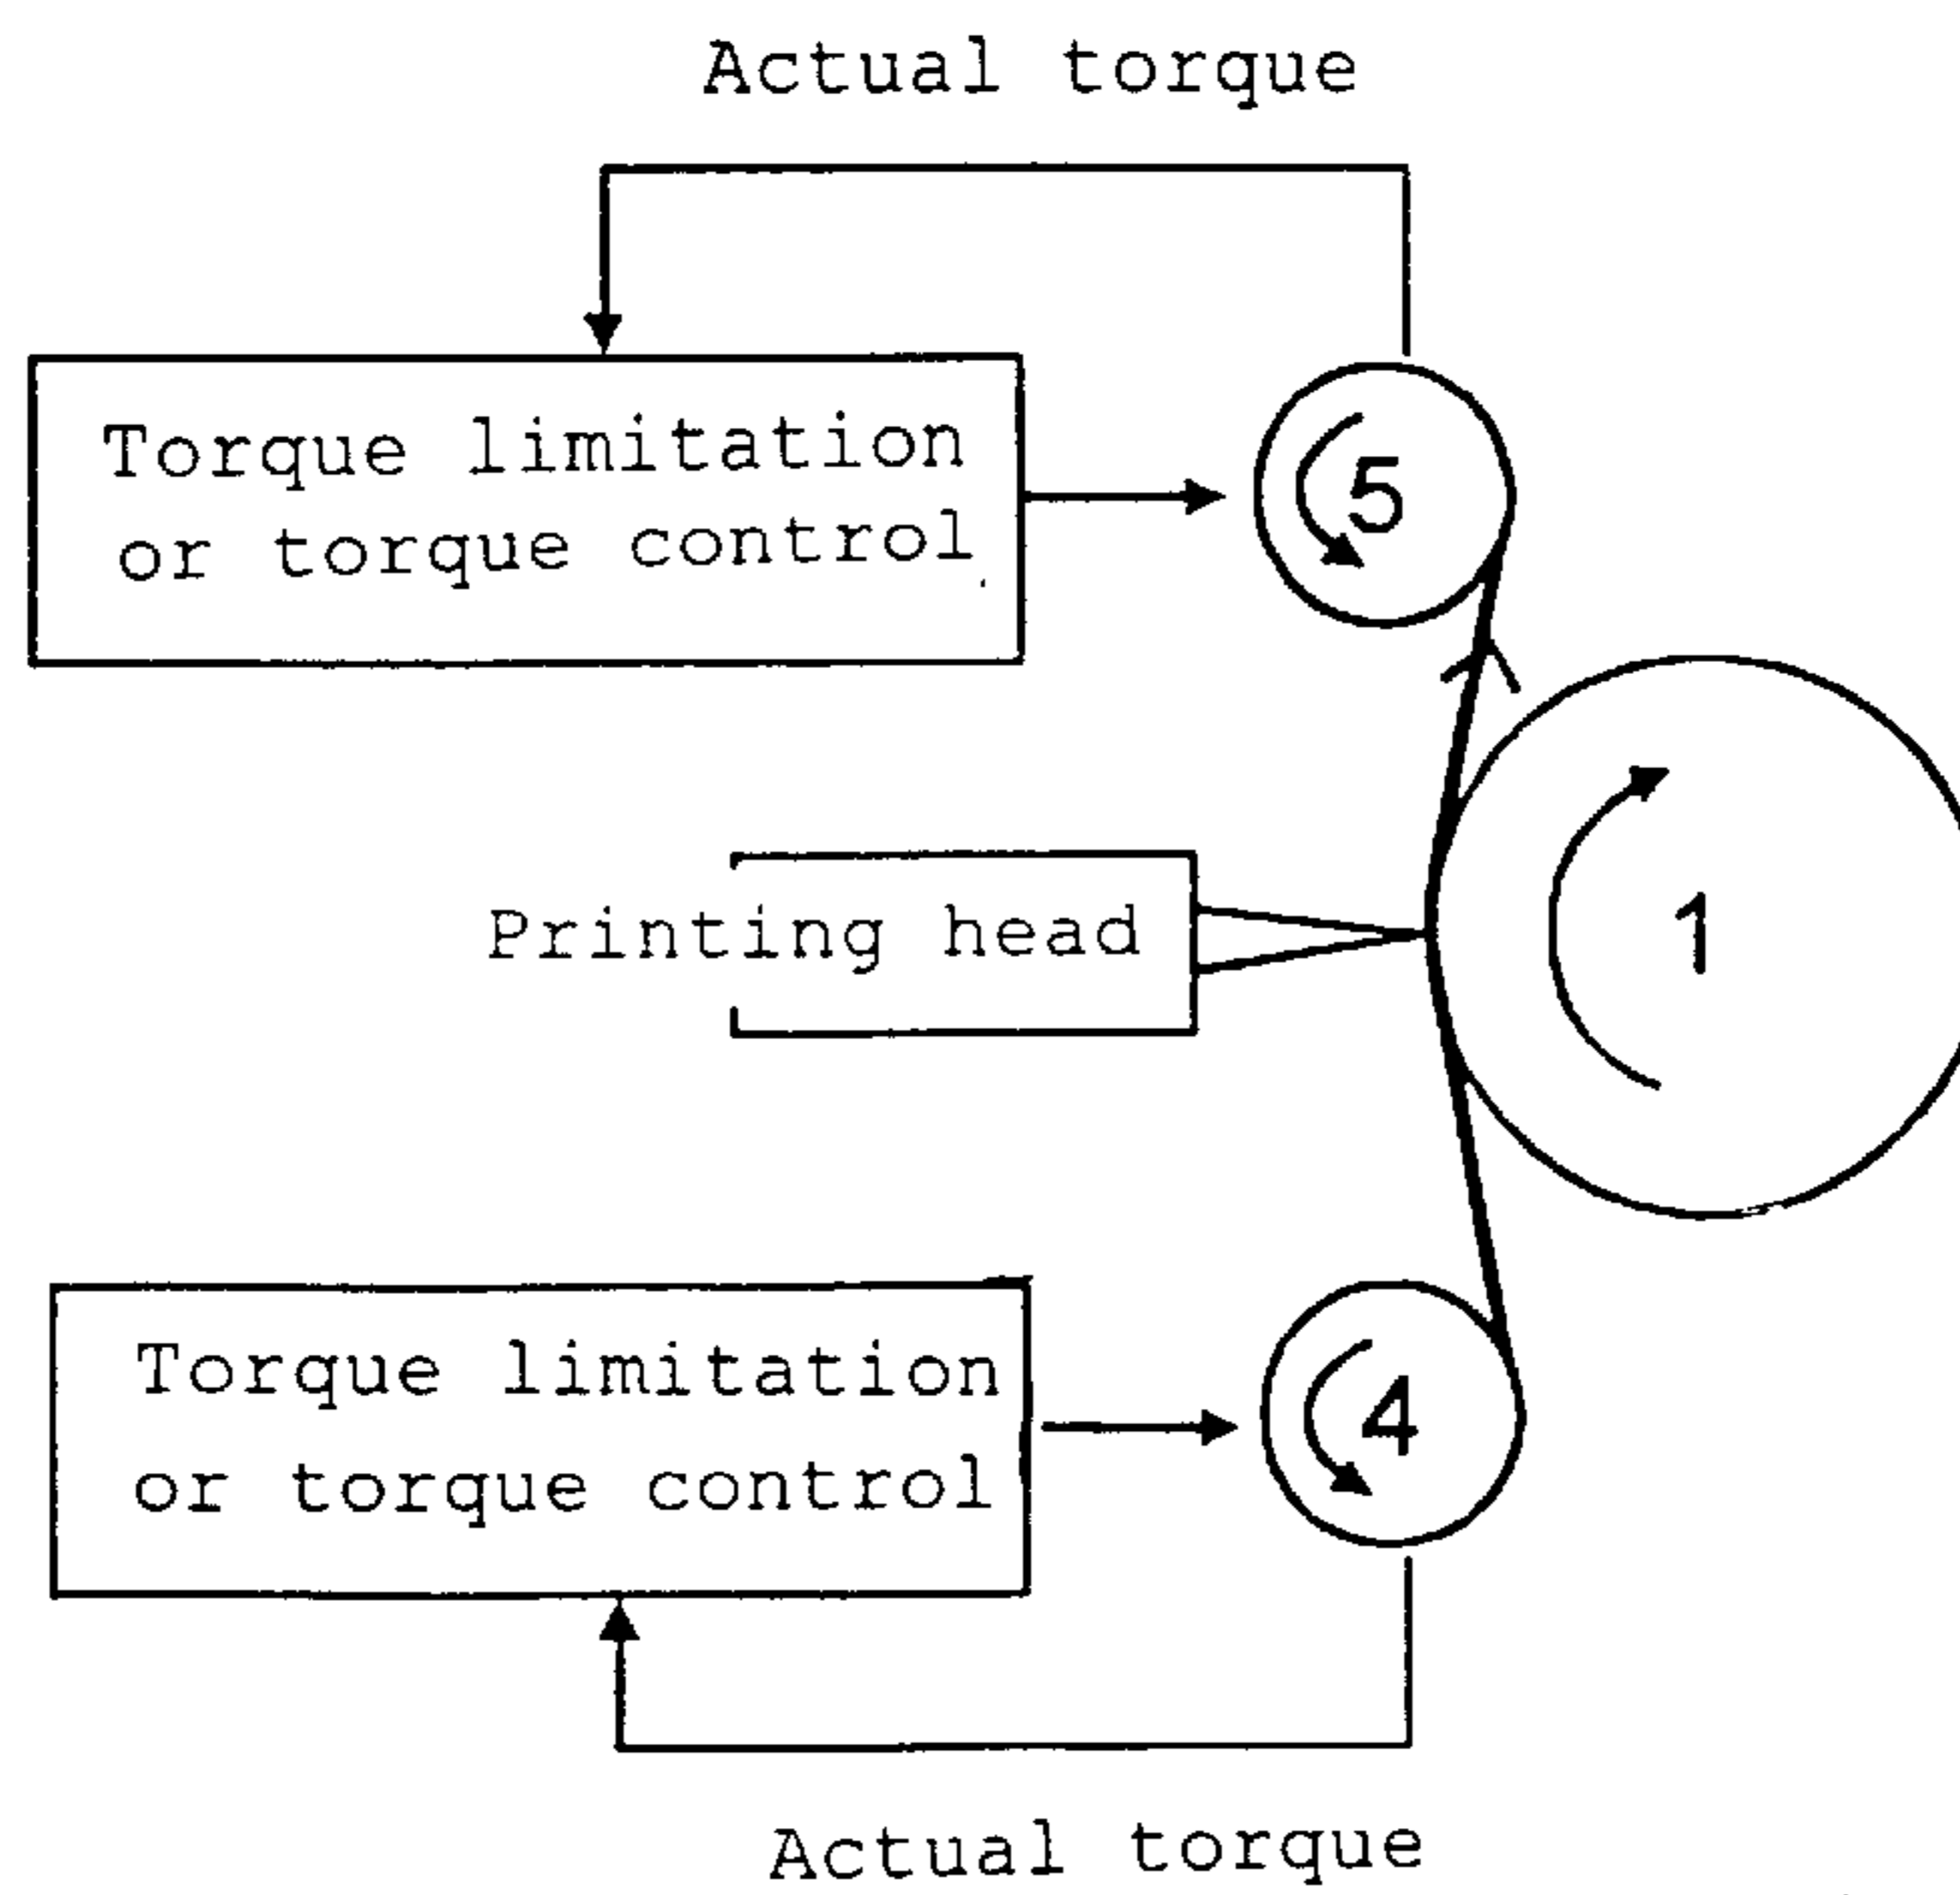 Actual torque
Torque limitation
or torque control
5
Printing head
1
Torque limitation
or torque control
4
Actual torque